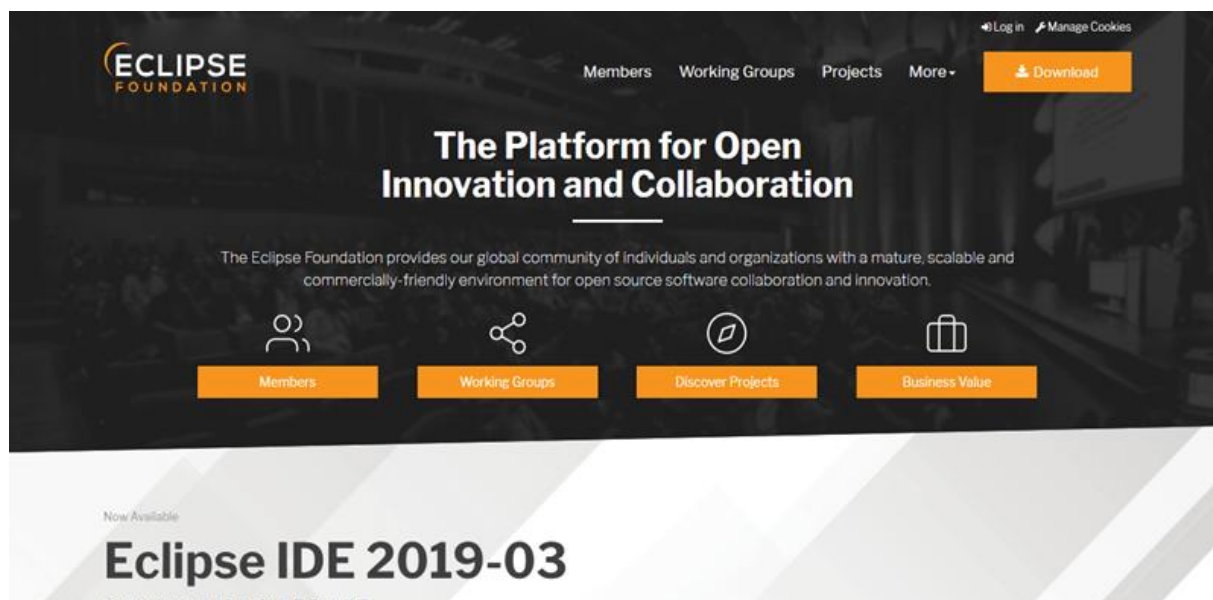 Log in Manage Cookies
ECLIPSE
FOUNDATION
Members Working Groups Projects More Download
The Platform for Open
Innovation and Collaboration
The Eclipse Foundation provides our global community of individuals and organizations with a mature, scalable and
commercially-friendly environment for open source software collaboration and innovation.
Members Working Groups Discover Projects Business Value
Now Available
Eclipse IDE 2019-03